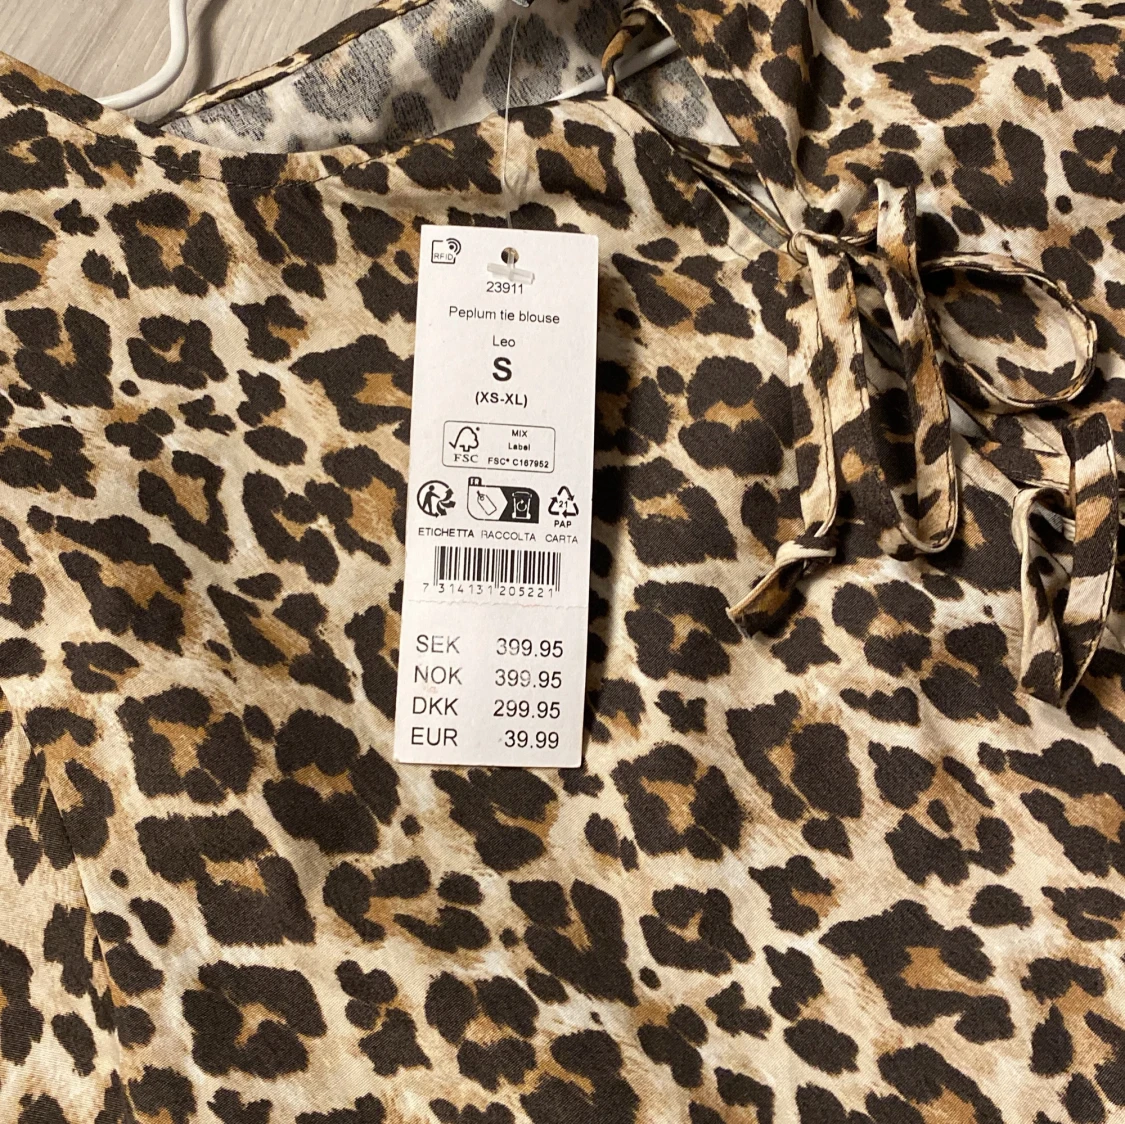 RFID
23911
Peplum tie blouse
Leo
S
(XS-XL)
MIX
Label
FSC® C167952
FSC
21
PAP
ETICHETTA RACCOLTA CARTA
7 314131 205221
SEK 399.95
NOK 399.95
DKK 299.95
EUR 39.99